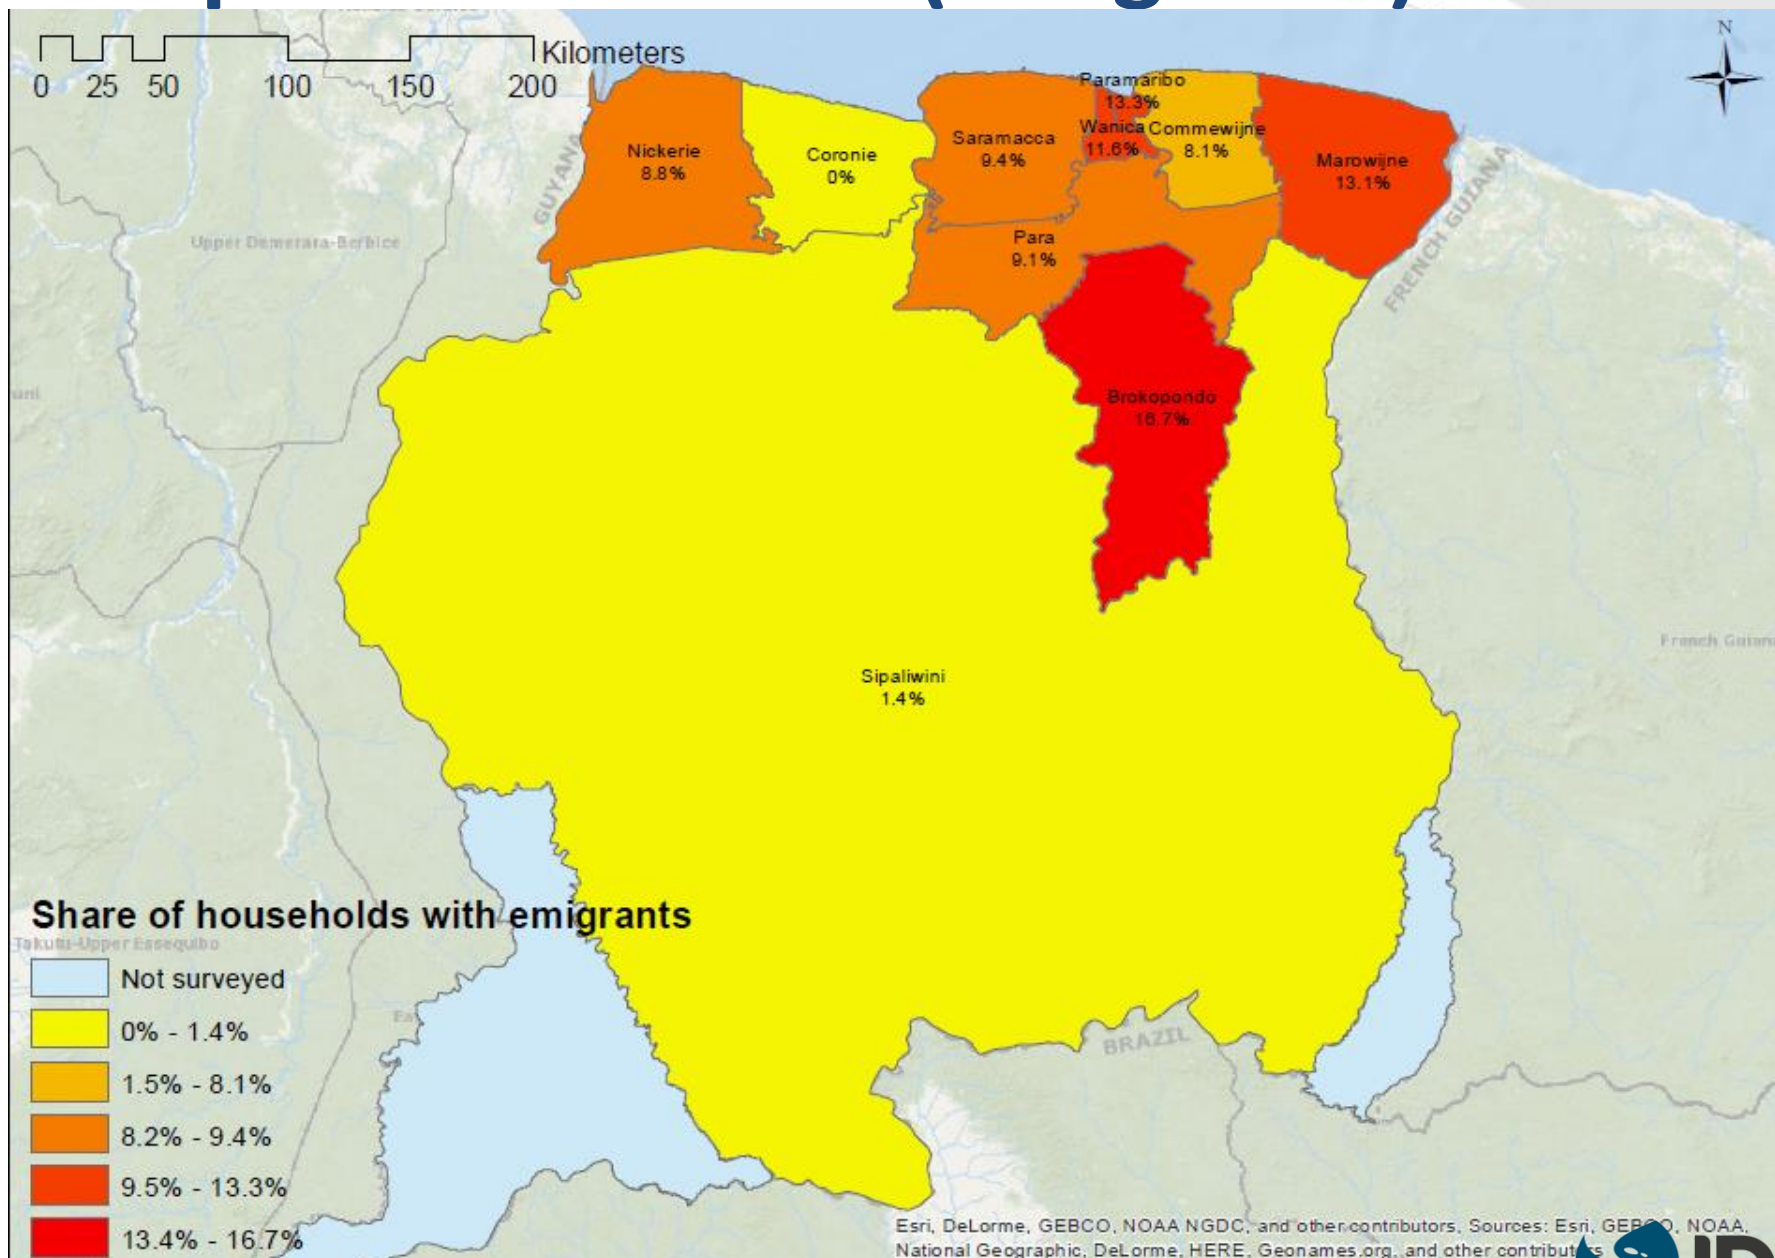 Kilometers
0 25 50 100 150 200
N
Paramaribo
13.3%
Nickerie
8.8%
Coronie
0%
Saramacca
9.4%
Wanica
11.6%
Commewijne
8.1%
Marowijne
13.1%
GUYANA
FRENCH GUIANA
Upper Demerara-Berbice
Para
9.1%
Brokopondo
16.7%
Sipaliwini
1.4%
BRAZIL
Share of households with emigrants
Takutu-Upper Essequibo
Not surveyed
0% - 1.4%
1.5% - 8.1%
8.2% - 9.4%
9.5% - 13.3%
13.4% - 16.7%
Esri, DeLorme, GEBCO, NOAA NGDC, and other contributors, Sources: Esri, GEBCO, NOAA,
National Geographic, DeLorme, HERE, Geonames.org, and other contributors